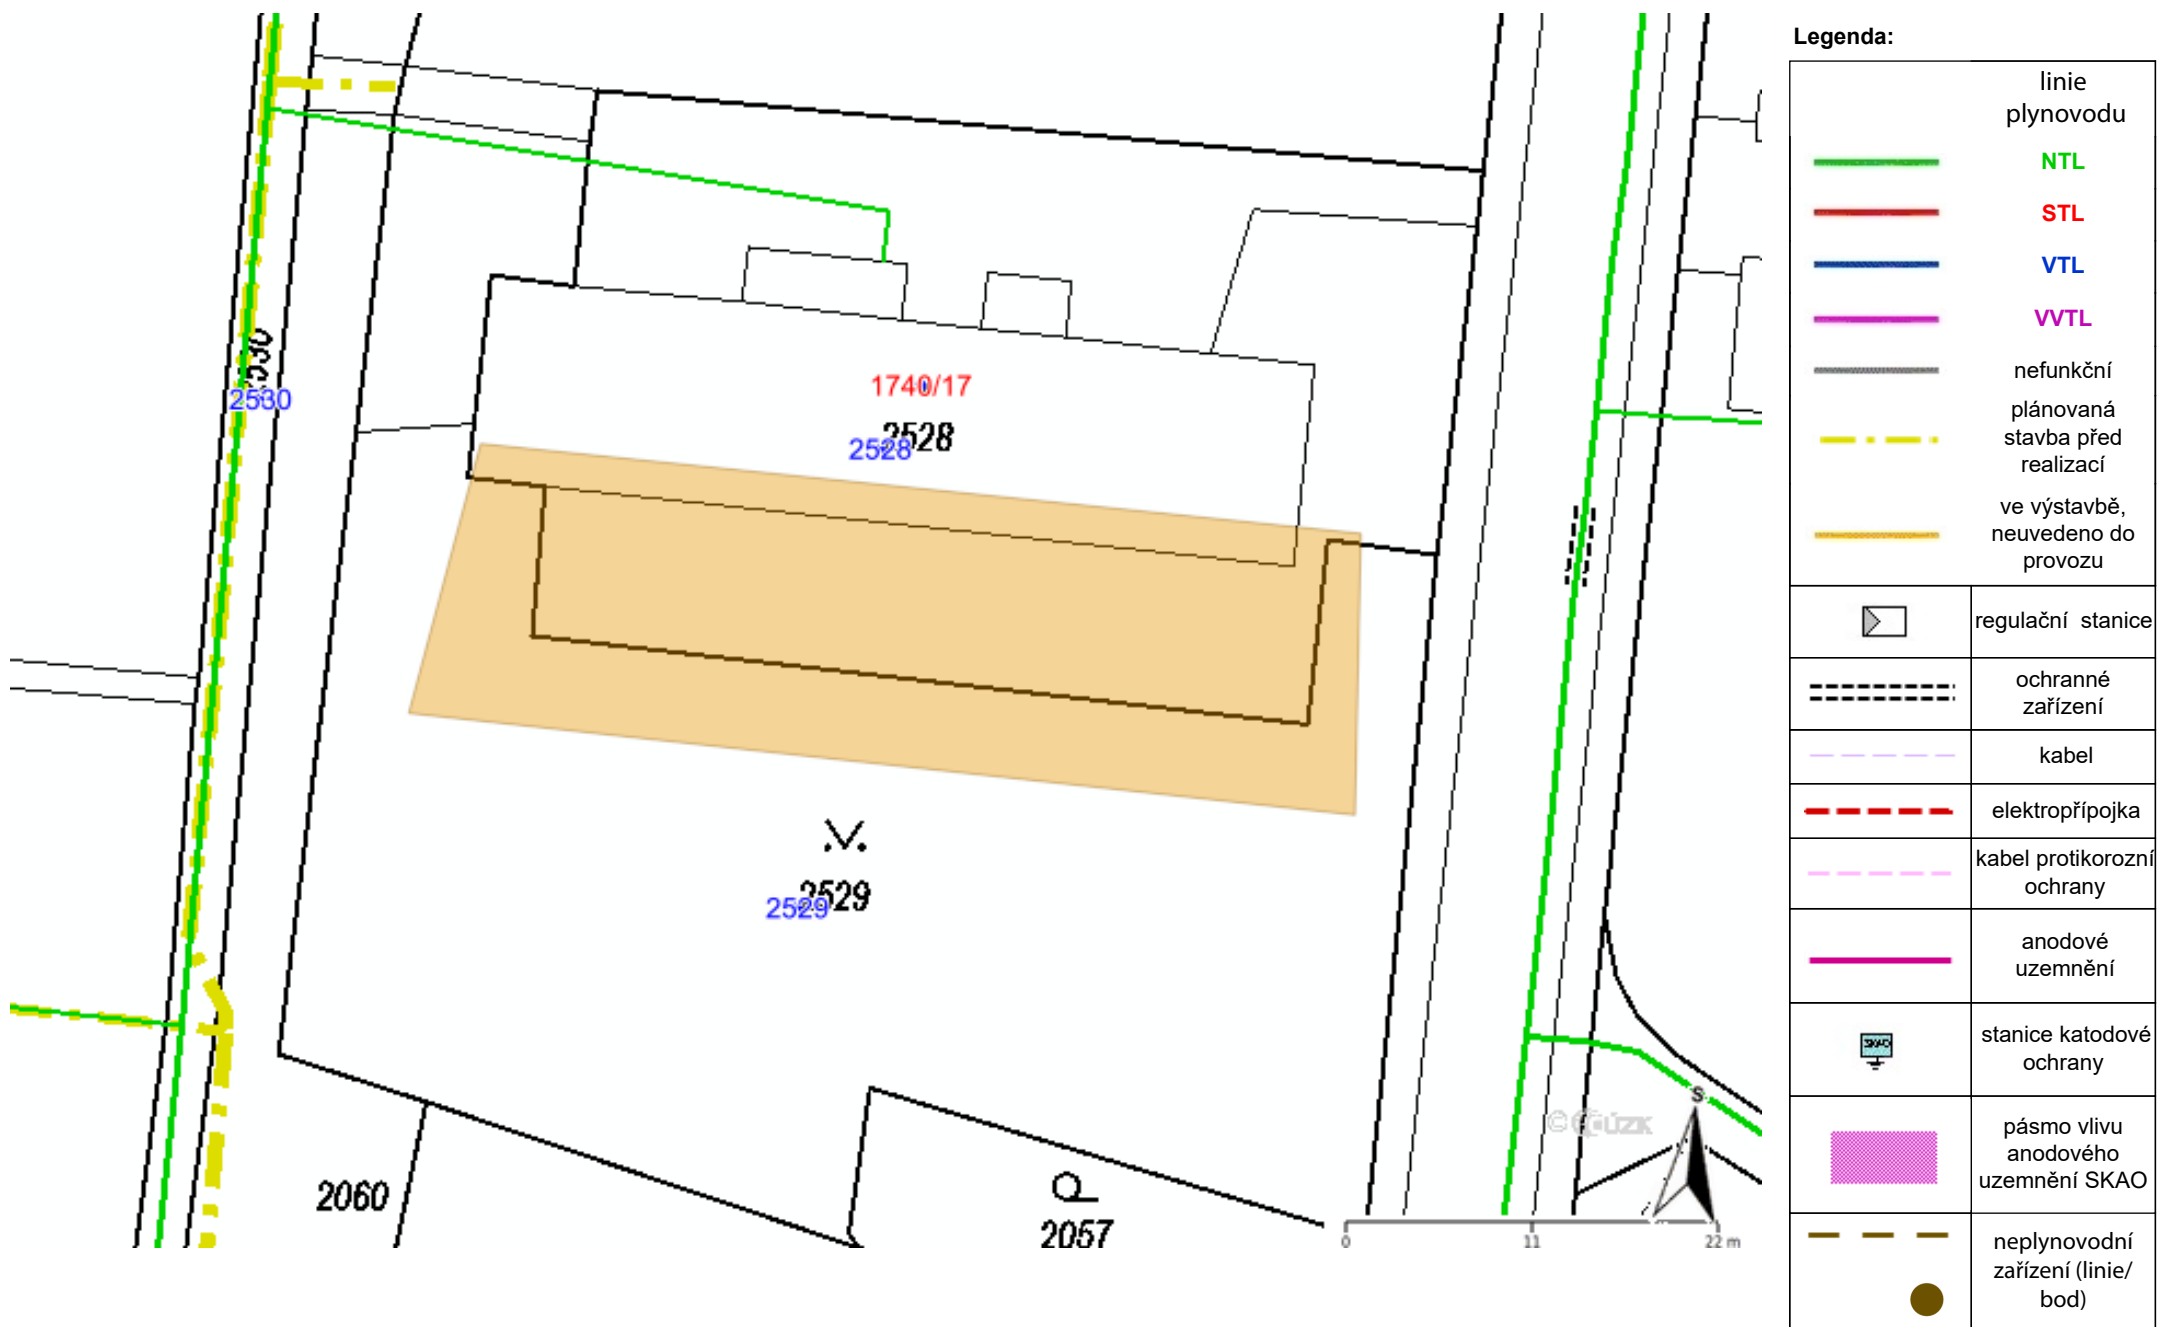 2530
2530
1740/17
2528
2528
2529
2529
2060
2057
S
0
11
22 m
Legenda:
linie
plynovodu
NTL
STL
VTL
VVTL
nefunkční
plánovaná
stavba před
realizací
ve výstavbě,
neuvedeno do
provozu
regulační stanice
ochranné
zařízení
kabel
elektropřípojka
kabel protikorozní
ochrany
anodové
uzemnění
SKAO
stanice katodové
ochrany
pásmo vlivu
anodového
uzemnění SKAO
neplynovodní
zařízení (linie/
bod)